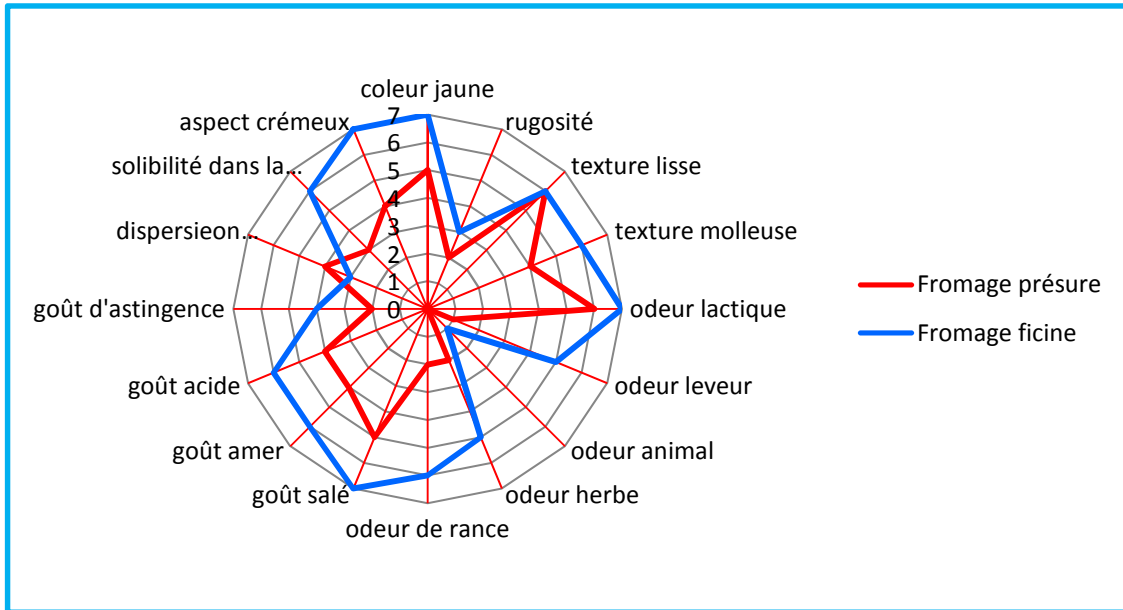 coleur jaune
rugosité
texture lisse
texture molleuse
odeur lactique
odeur leveur
odeur animal
odeur herbe
odeur de rance
goût salé
goût amer
goût acide
goût d'astingence
dispersieon...
solibilité dans la...
aspect crémeux
7
6
5
4
3
2
1
0
Fromage présure
Fromage ficine